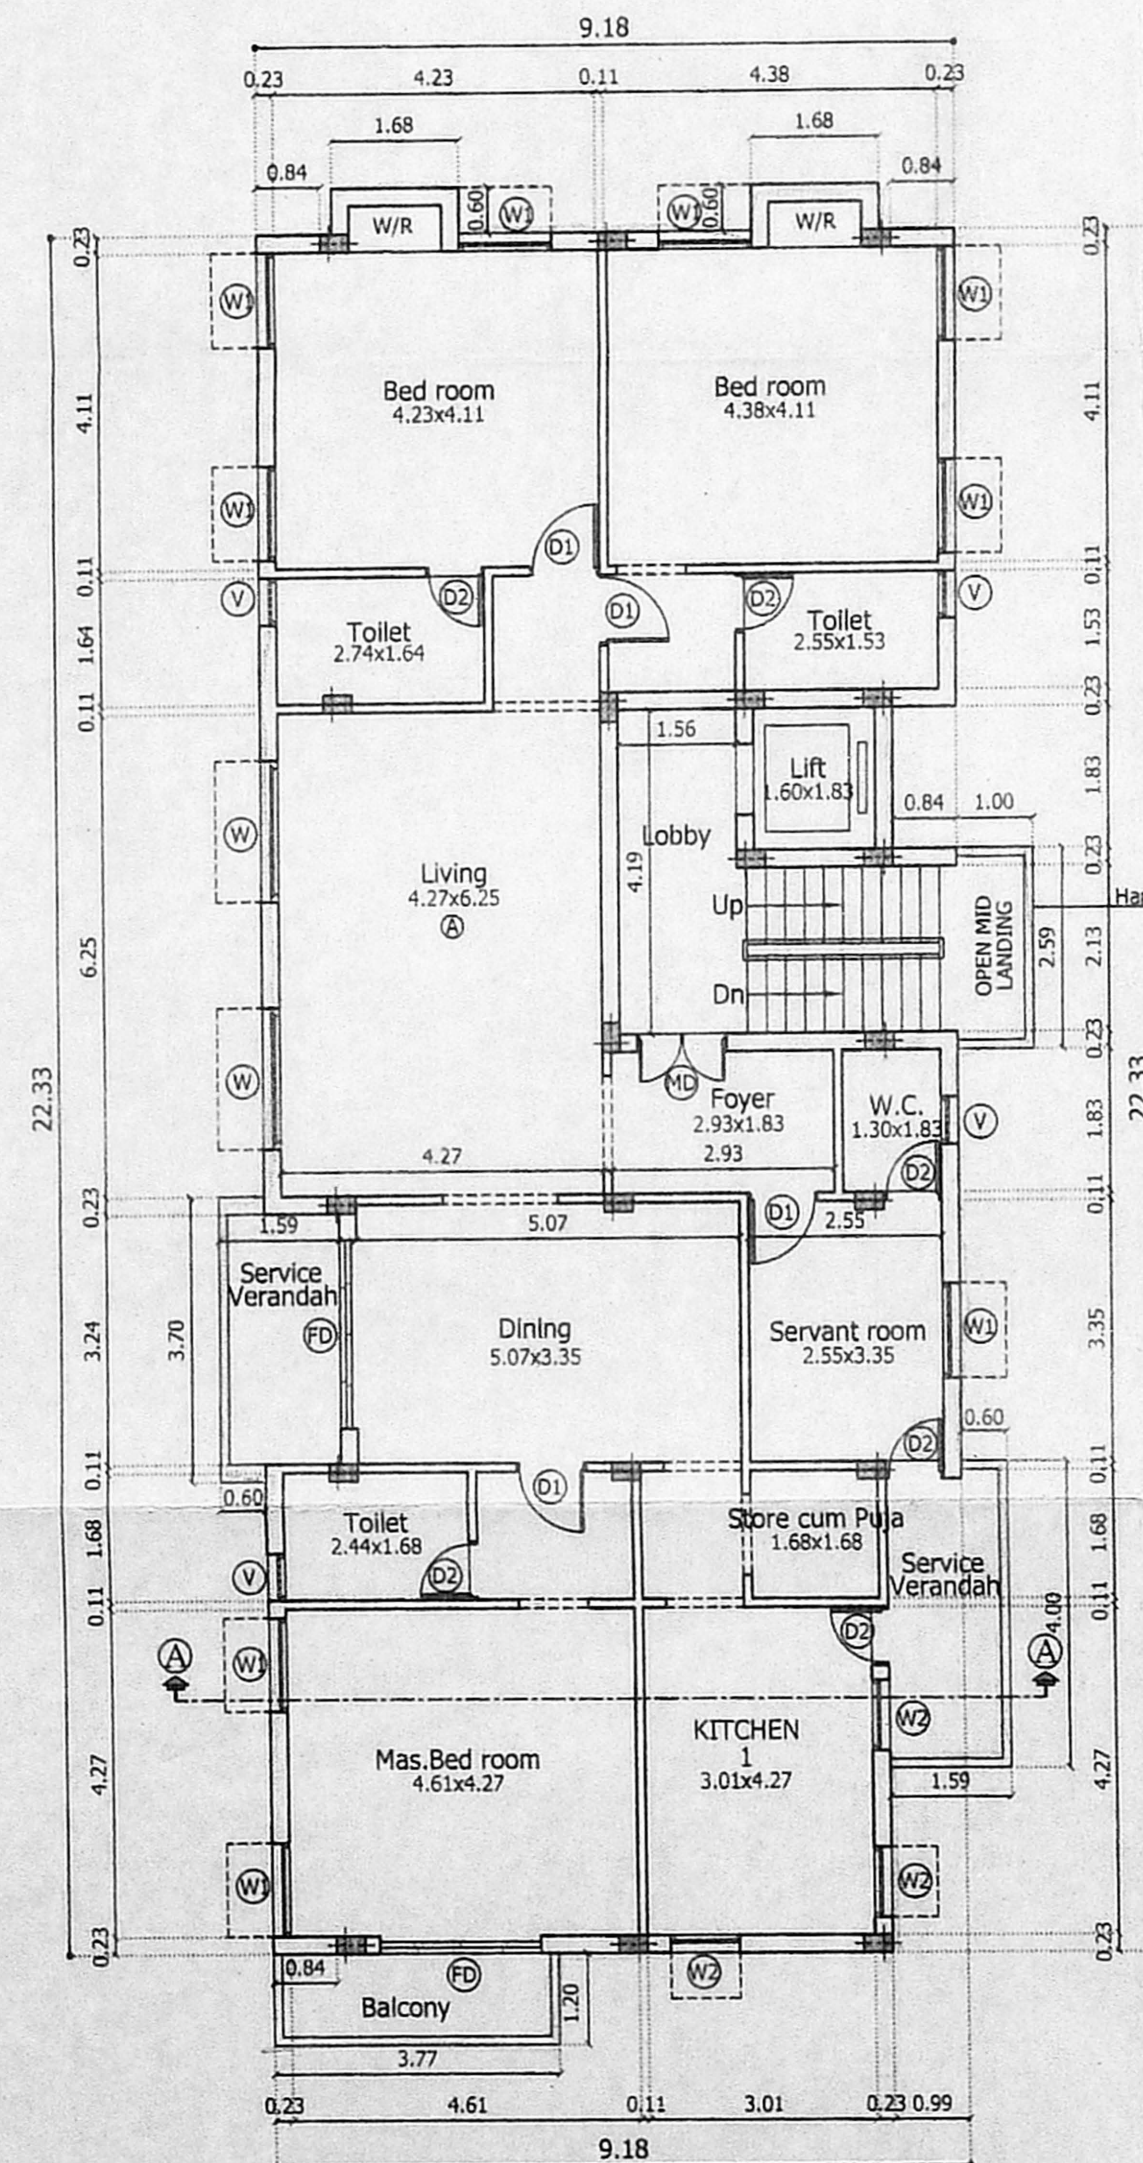 9.18
0.23 4.23 0.11 4.38 0.23
1.68 1.68
0.84 0.84
W/R 0.60 W1 W1 0.60 W/R
0.23 0.23
W1 W1
Bed room
4.23x4.11
Bed room
4.38x4.11
4.11 4.11
W1 W1
D1
0.11 0.11
V D2 D1 D2 V
Toilet
2.74x1.64
Toilet
2.55x1.53
1.64 1.53
0.11 0.23
1.56
Lift
1.60x1.83
1.83
0.84 1.00
W
Lobby
4.19
0.23
Living
4.27x6.25
A
Up
OPEN MID
LANDING
2.59
2.13
Har
6.25
Dn
0.23
W
MD
22.33 22.33
Foyer
2.93x1.83
W.C.
1.30x1.83
V
1.83
4.27 2.93
D2
0.23 0.11
1.59 5.07 D1 2.55
Service
Verandah
FD
3.70
3.24
Dining
5.07x3.35
Servant room
2.55x3.35
W1
3.35
0.60
D2
0.11 0.11
0.60
D1
Toilet
2.44x1.68
Store cum Puja
1.68x1.68
1.68 1.68
Service
Verandah
V D2
0.11 0.11
4.00
D2
A A
W1
W2
Mas.Bed room
4.61x4.27
KITCHEN
1
3.01x4.27
4.27 4.27
1.59
W1 W2
0.23 0.23
0.84 FD W2
Balcony
1.20
3.77
0.23 4.61 0.11 3.01 0.23 0.99
9.18